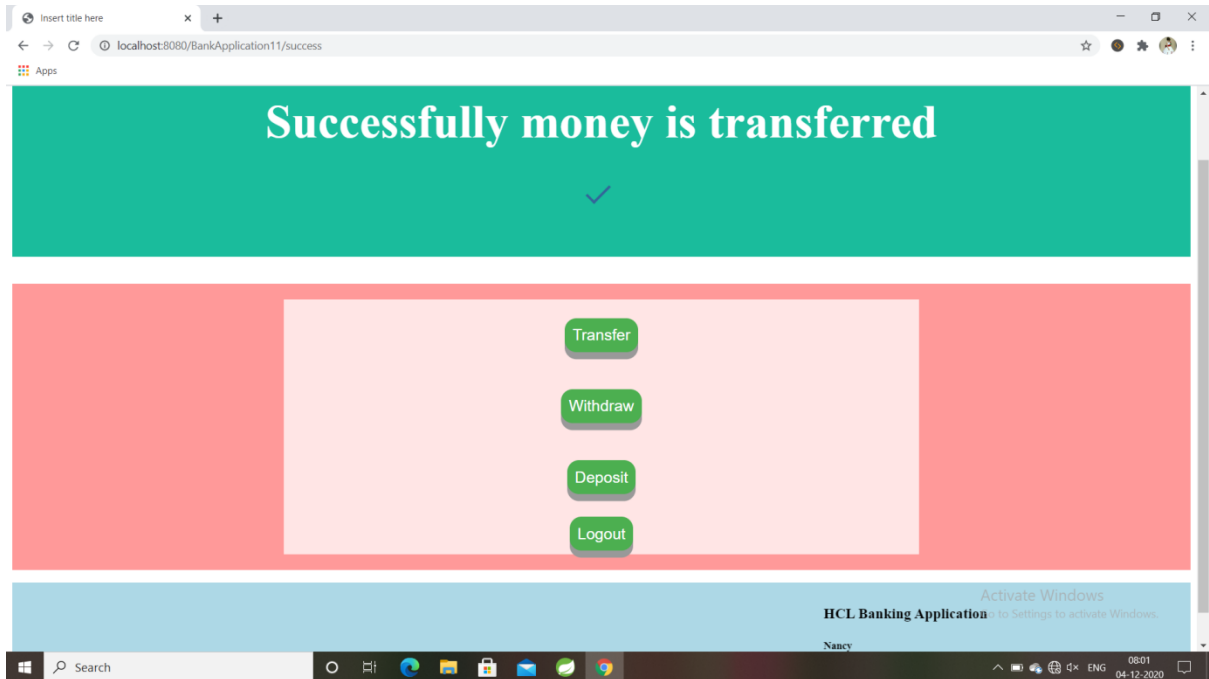 Insert title here
localhost:8080/BankApplication11/success
Apps
Successfully money is transferred
Transfer
Withdraw
Deposit
Logout
Activate Windows
HCL Banking Application
to Settings to activate Windows.
Nancy
Search
ENG
08:01
04-12-2020